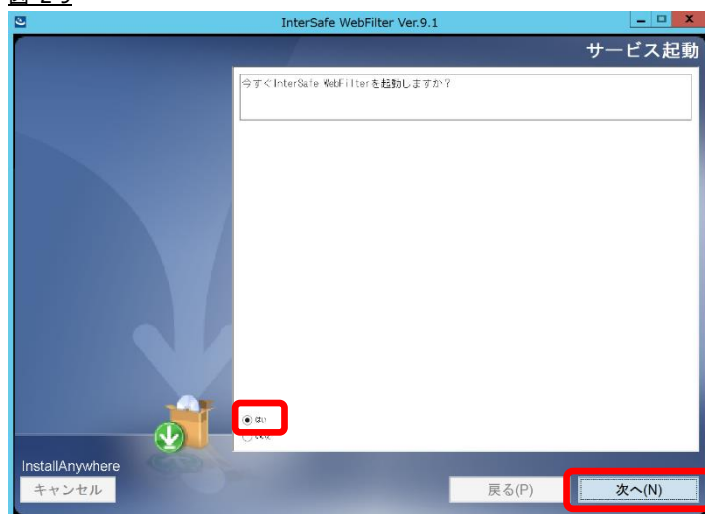 InterSafe WebFilter Ver.9.1
サービス起動
今すぐInterSafe WebFilterを起動しますか？
はい
InstallAnywhere
キャンセル
戻る(P)
次へ(N)